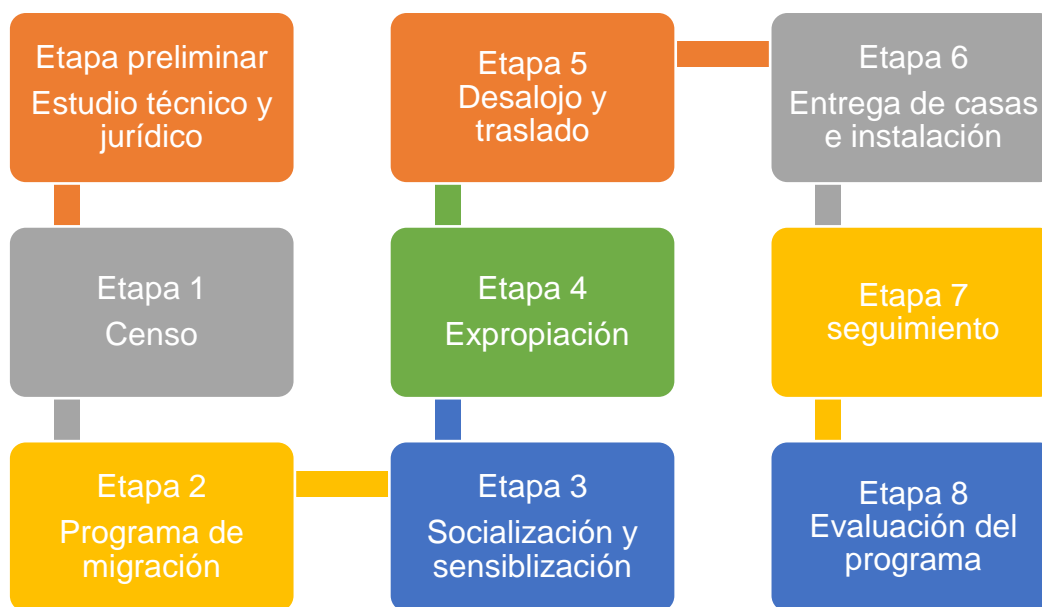 Etapa preliminar
Estudio técnico y
jurídico
Etapa 1
Censo
Etapa 2
Programa de
migración
Etapa 3
Socialización y
sensiblización
Etapa 4
Expropiación
Etapa 5
Desalojo y
traslado
Etapa 6
Entrega de casas
e instalación
Etapa 7
seguimiento
Etapa 8
Evaluación del
programa